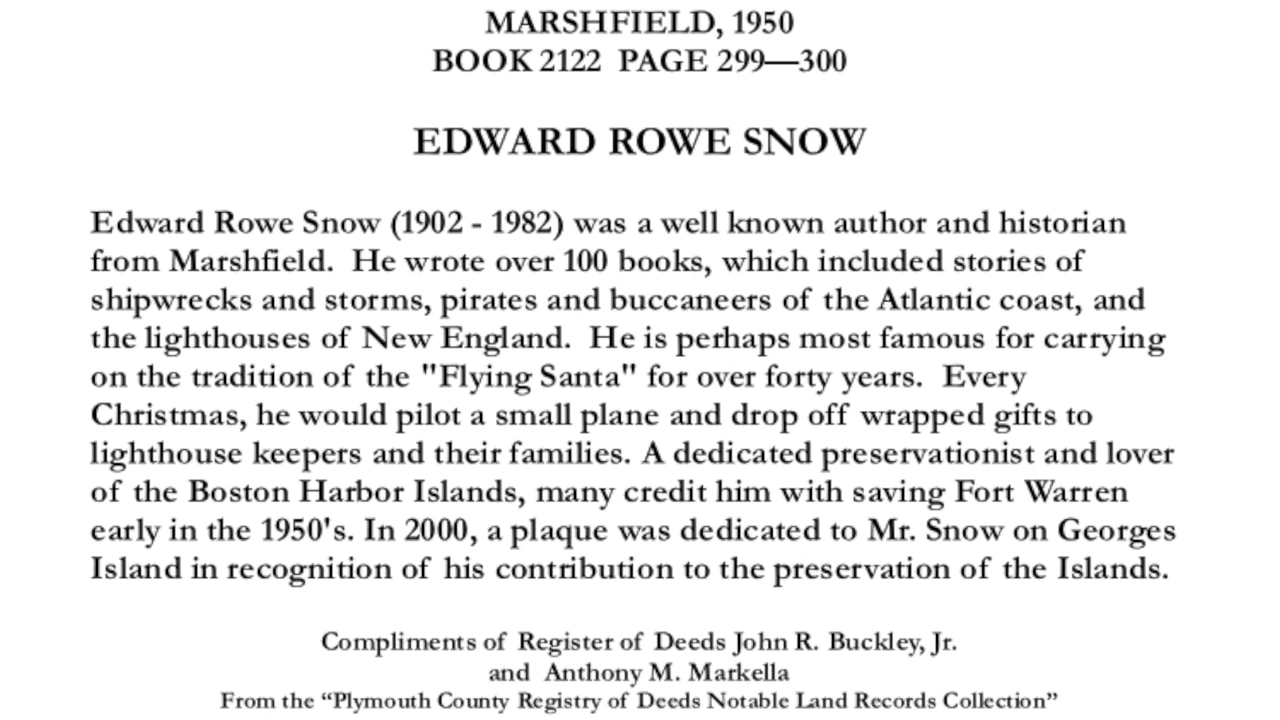 MARSHFIELD, 1950
BOOK 2122 PAGE 299—300
EDWARD ROWE SNOW
Edward Rowe Snow (1902 - 1982) was a well known author and historian
from Marshfield. He wrote over 100 books, which included stories of
shipwrecks and storms, pirates and buccaneers of the Atlantic coast, and
the lighthouses of New England. He is perhaps most famous for carrying
on the tradition of the "Flying Santa" for over forty years. Every
Christmas, he would pilot a small plane and drop off wrapped gifts to
lighthouse keepers and their families. A dedicated preservationist and lover
of the Boston Harbor Islands, many credit him with saving Fort Warren
early in the 1950's. In 2000, a plaque was dedicated to Mr. Snow on Georges
Island in recognition of his contribution to the preservation of the Islands.
Compliments of Register of Deeds John R. Buckley, Jr.
and Anthony M. Markella
From the “Plymouth County Registry of Deeds Notable Land Records Collection”